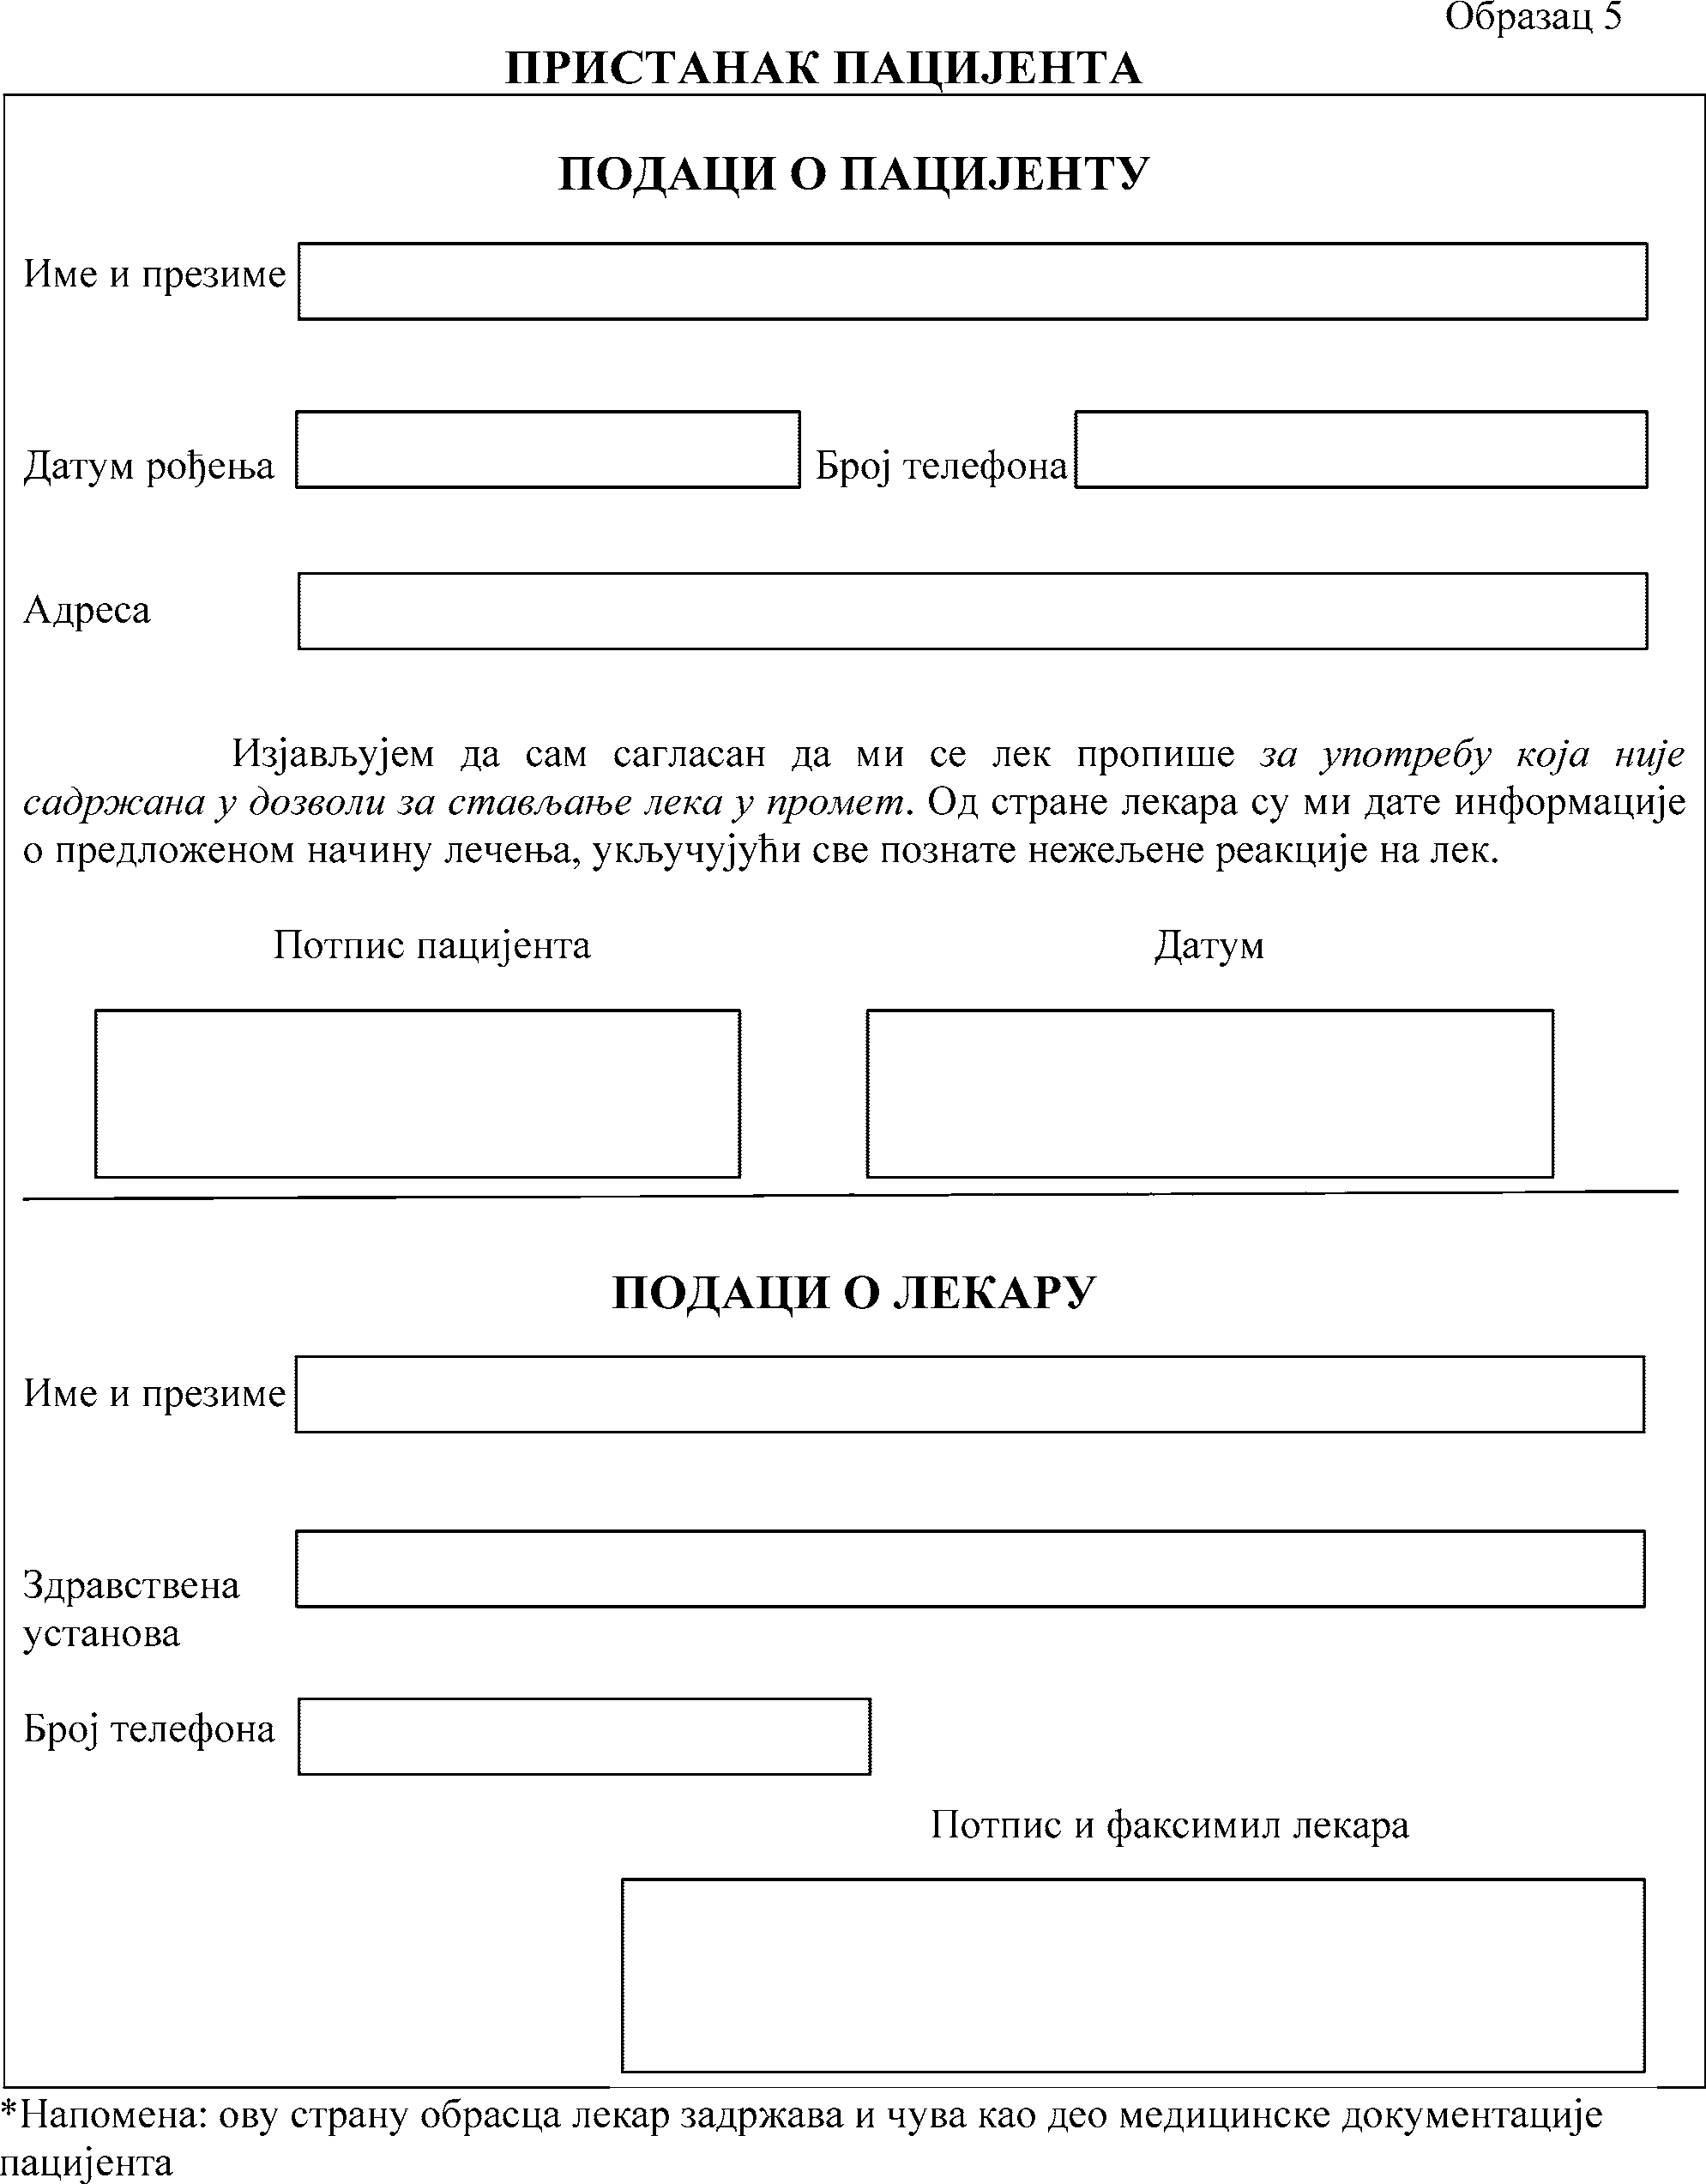 Образац 5
ПРИСТАНАК ПАЦИЈЕНТА
ПОДАЦИ О ПАЦИЈЕНТУ
Име и презиме
Датум рођења Број телефона
Адреса
Изјављујем да сам сагласан да ми се лек пропише за употребу која није
садржана у дозволи за стављање лека у промет. Од стране лекара су ми дате информације
о предложеном начину лечења, укључујући све познате нежељене реакције на лек.
Потпис пацијента Датум
ПОДАЦИ О ЛЕКАРУ
Име и презиме
Здравствена
установа
Број телефона
Потпис и факсимил лекара
*Напомена: ову страну обрасца лекар задржава и чува као део медицинске документације
пацијента